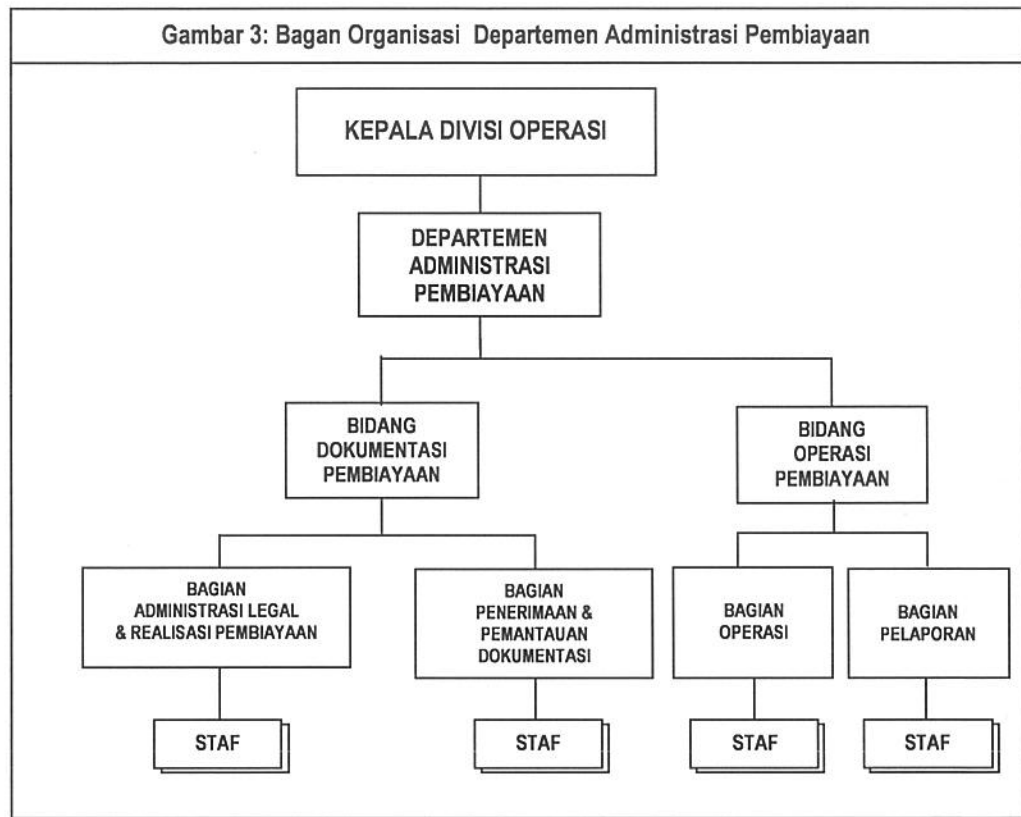 Gambar 3: Bagan Organisasi Departemen Administrasi Pembiayaan
KEPALA DIVISI OPERASI
DEPARTEMEN
ADMINISTRASI
PEMBIAYAAN
BIDANG
DOKUMENTASI
PEMBIAYAAN
BIDANG
OPERASI
PEMBIAYAAN
BAGIAN
ADMINISTRASI LEGAL
& REALISASI PEMBIAYAAN
BAGIAN
PENERIMAAN &
PEMANTAUAN
DOKUMENTASI
BAGIAN
OPERASI
BAGIAN
PELAPORAN
STAF
STAF
STAF
STAF